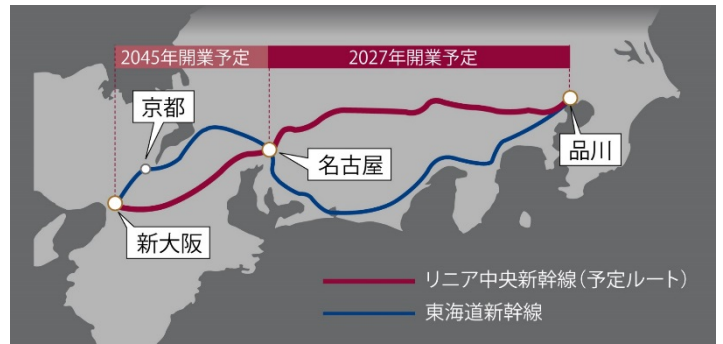 2045年開業予定
2027年開業予定
京都
名古屋
品川
新大阪
リニア中央新幹線（予定ルート）
東海道新幹線